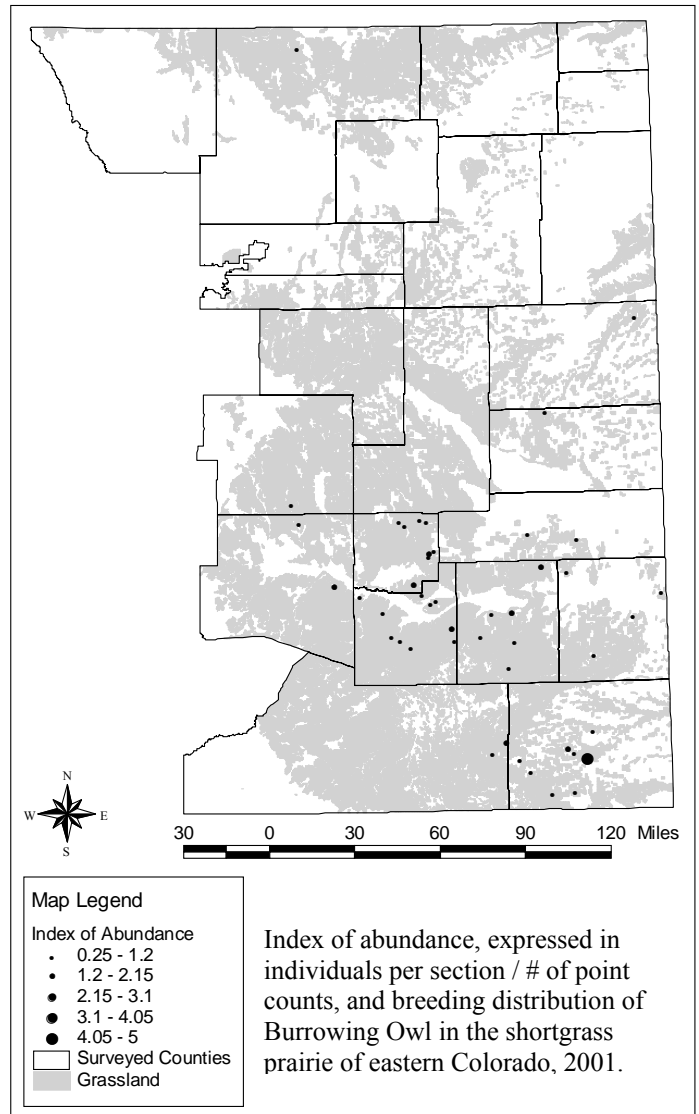 N
W E
S
30 0 30 60 90 120 Miles
Map Legend
Index of Abundance
0.25 - 1.2
1.2 - 2.15
2.15 - 3.1
3.1 - 4.05
4.05 - 5
Surveyed Counties
Grassland
Index of abundance, expressed in
individuals per section / # of point
counts, and breeding distribution of
Burrowing Owl in the shortgrass
prairie of eastern Colorado, 2001.